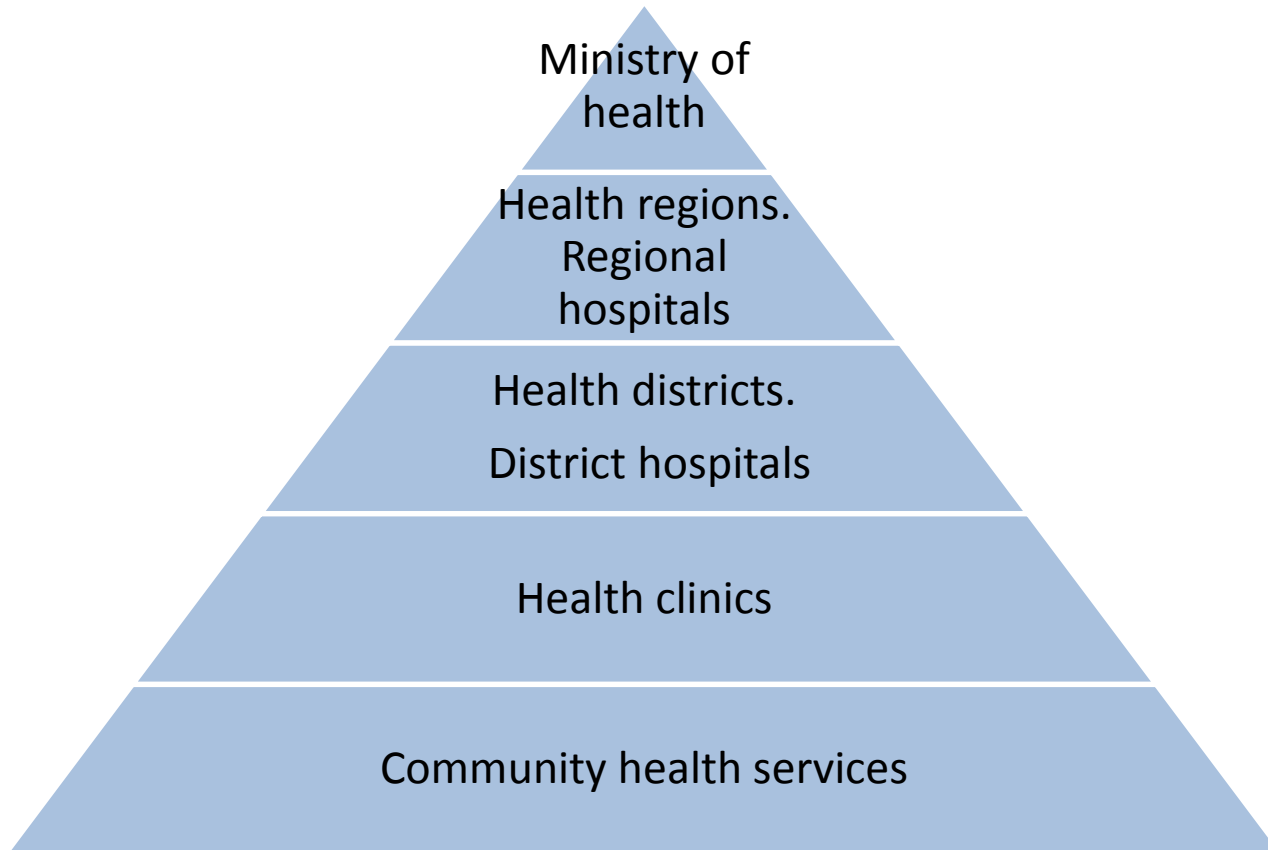 Ministry of
health
Health regions.
Regional
hospitals
Health districts.
District hospitals
Health clinics
Community health services